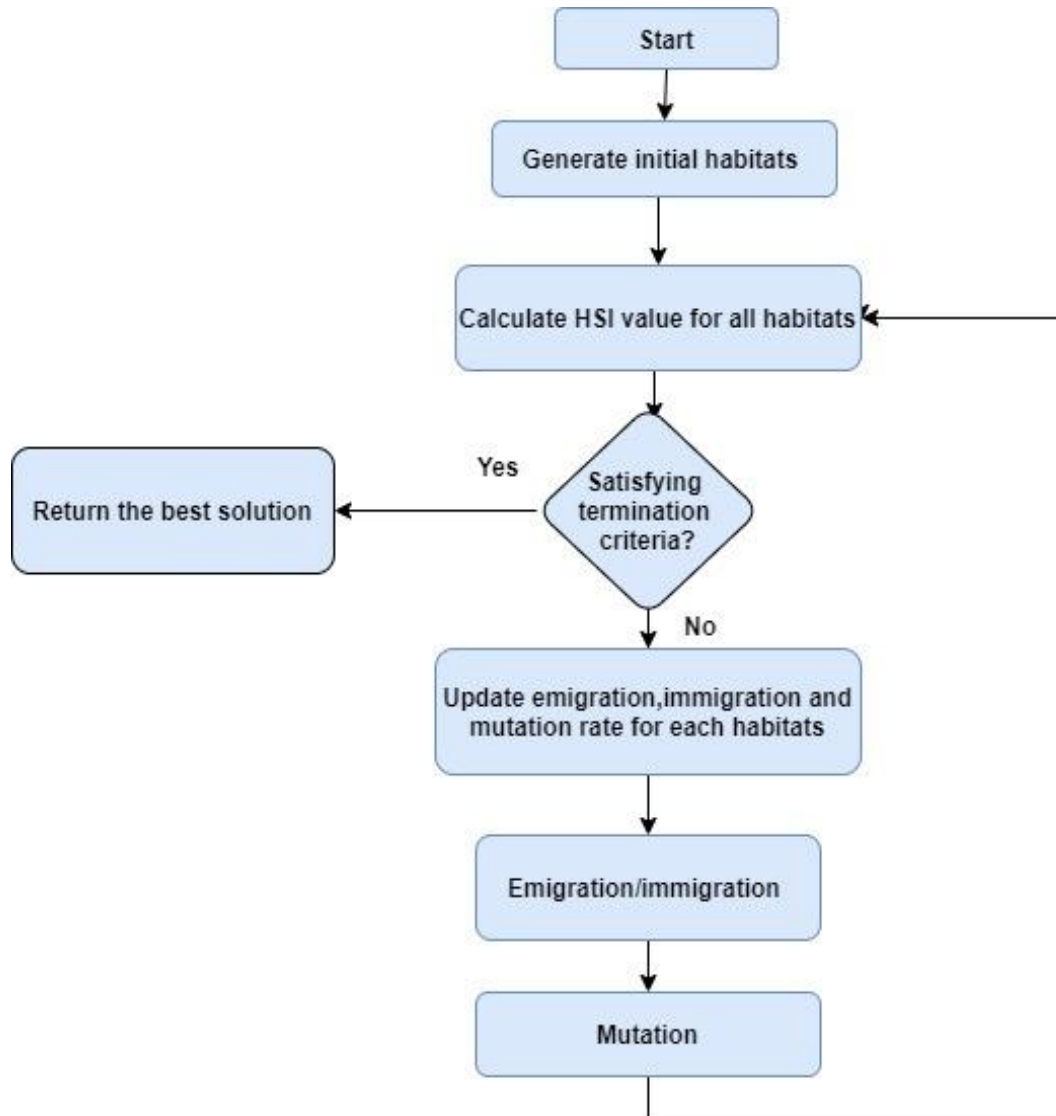 Start
Generate initial habitats
Calculate HSI value for all habitats
Yes
Satisfying
termination
criteria?
Return the best solution
No
Update emigration,immigration and
mutation rate for each habitats
Emigration/immigration
Mutation